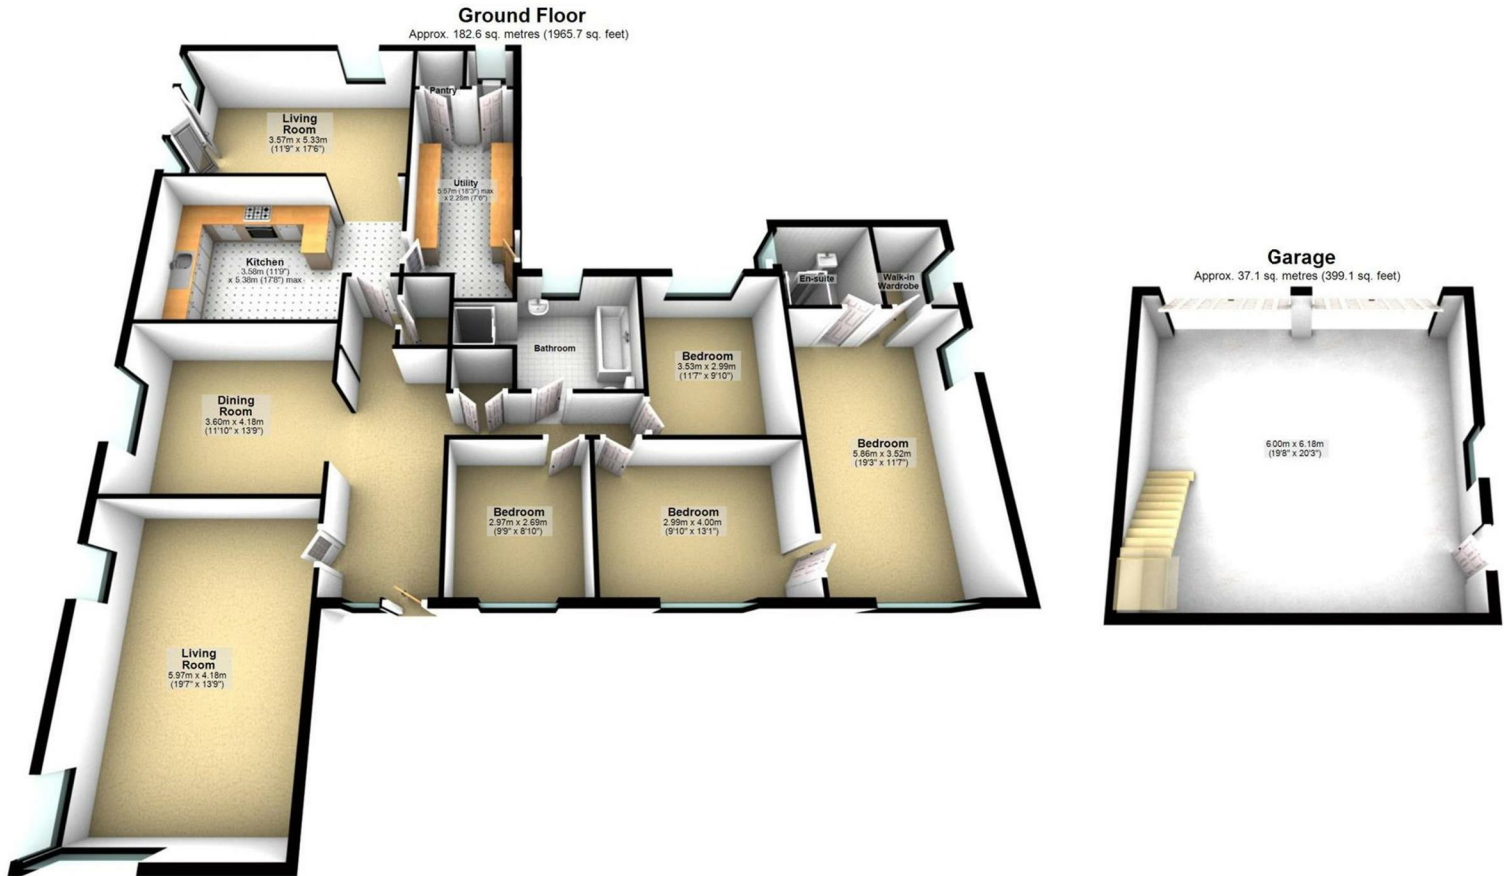 Ground Floor
Approx. 182.6 sq. metres (1965.7 sq. feet)
Pantry
Living
Room
3.57m x 5.33m
(11'9" x 17'6")
Utility
5.57m (18'3") max
x 2.28m (7'6")
Kitchen
3.58m (11'9")
x 5.38m (17'8") max
En-suite
Walk-in
Wardrobe
Bathroom
Bedroom
3.53m x 2.99m
(11'7" x 9'10")
Dining
Room
3.60m x 4.18m
(11'10" x 13'9")
Bedroom
5.86m x 3.52m
(19'3" x 11'7")
Bedroom
2.97m x 2.69m
(9'9" x 8'10")
Bedroom
2.99m x 4.00m
(9'10" x 13'1")
Living
Room
5.97m x 4.18m
(19'7" x 13'9")
Garage
Approx. 37.1 sq. metres (399.1 sq. feet)
6.00m x 6.18m
(19'8" x 20'3")